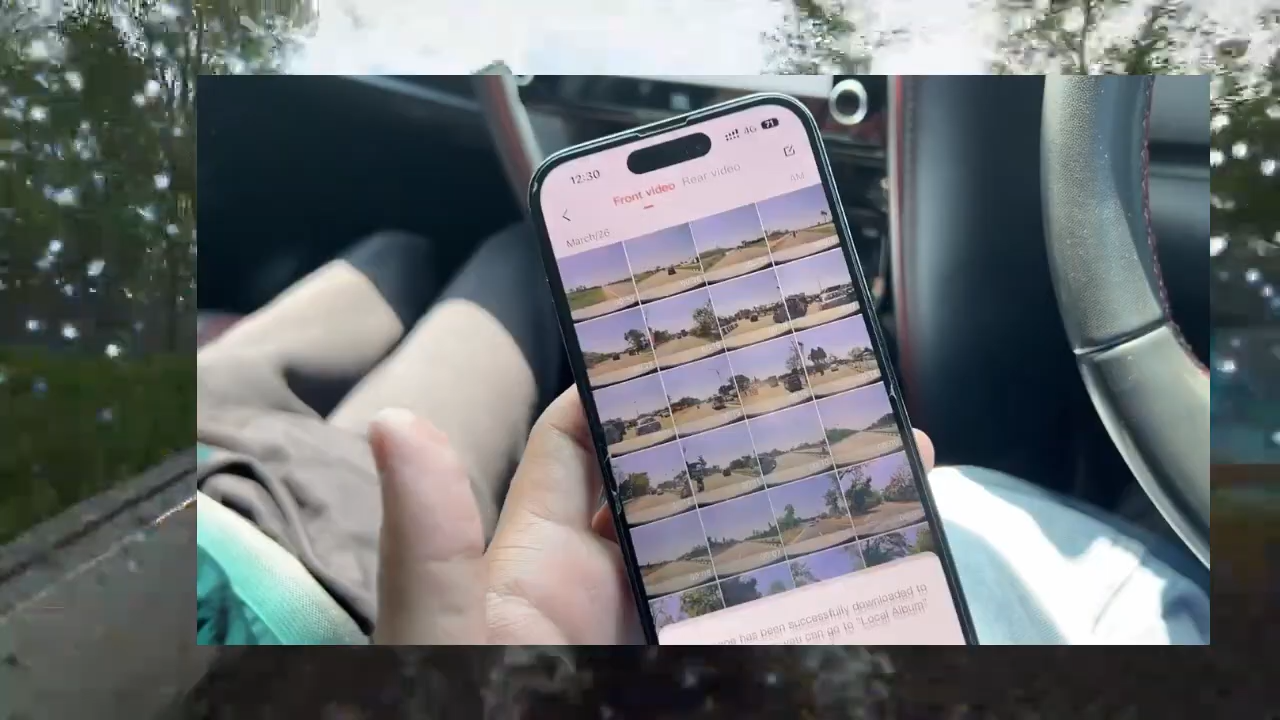 12:30
4G 71
Front video Rear video
March/26
has been successfully downloaded to
you can go to "Local Album"